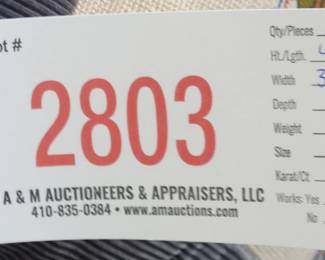 ot #
2803
A & M AUCTIONEERS & APPRAISERS, LLC
410-835-0384 • www.amauctions.com
Qty/Pieces
Ht./Lgth.
Width 3
Depth
Weight
Size
Karat/Ct
Works: Yes
No